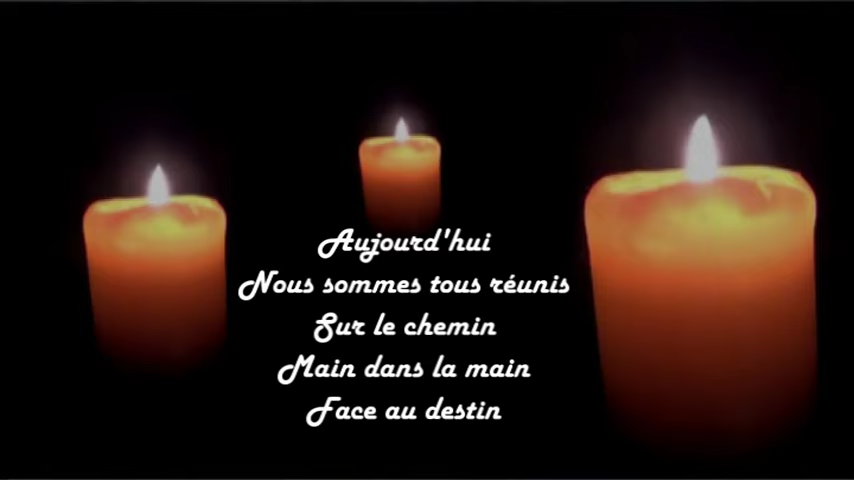 Aujourd'hui
Nous sommes tous réunis
Sur le chemin
Main dans la main
Face au destin